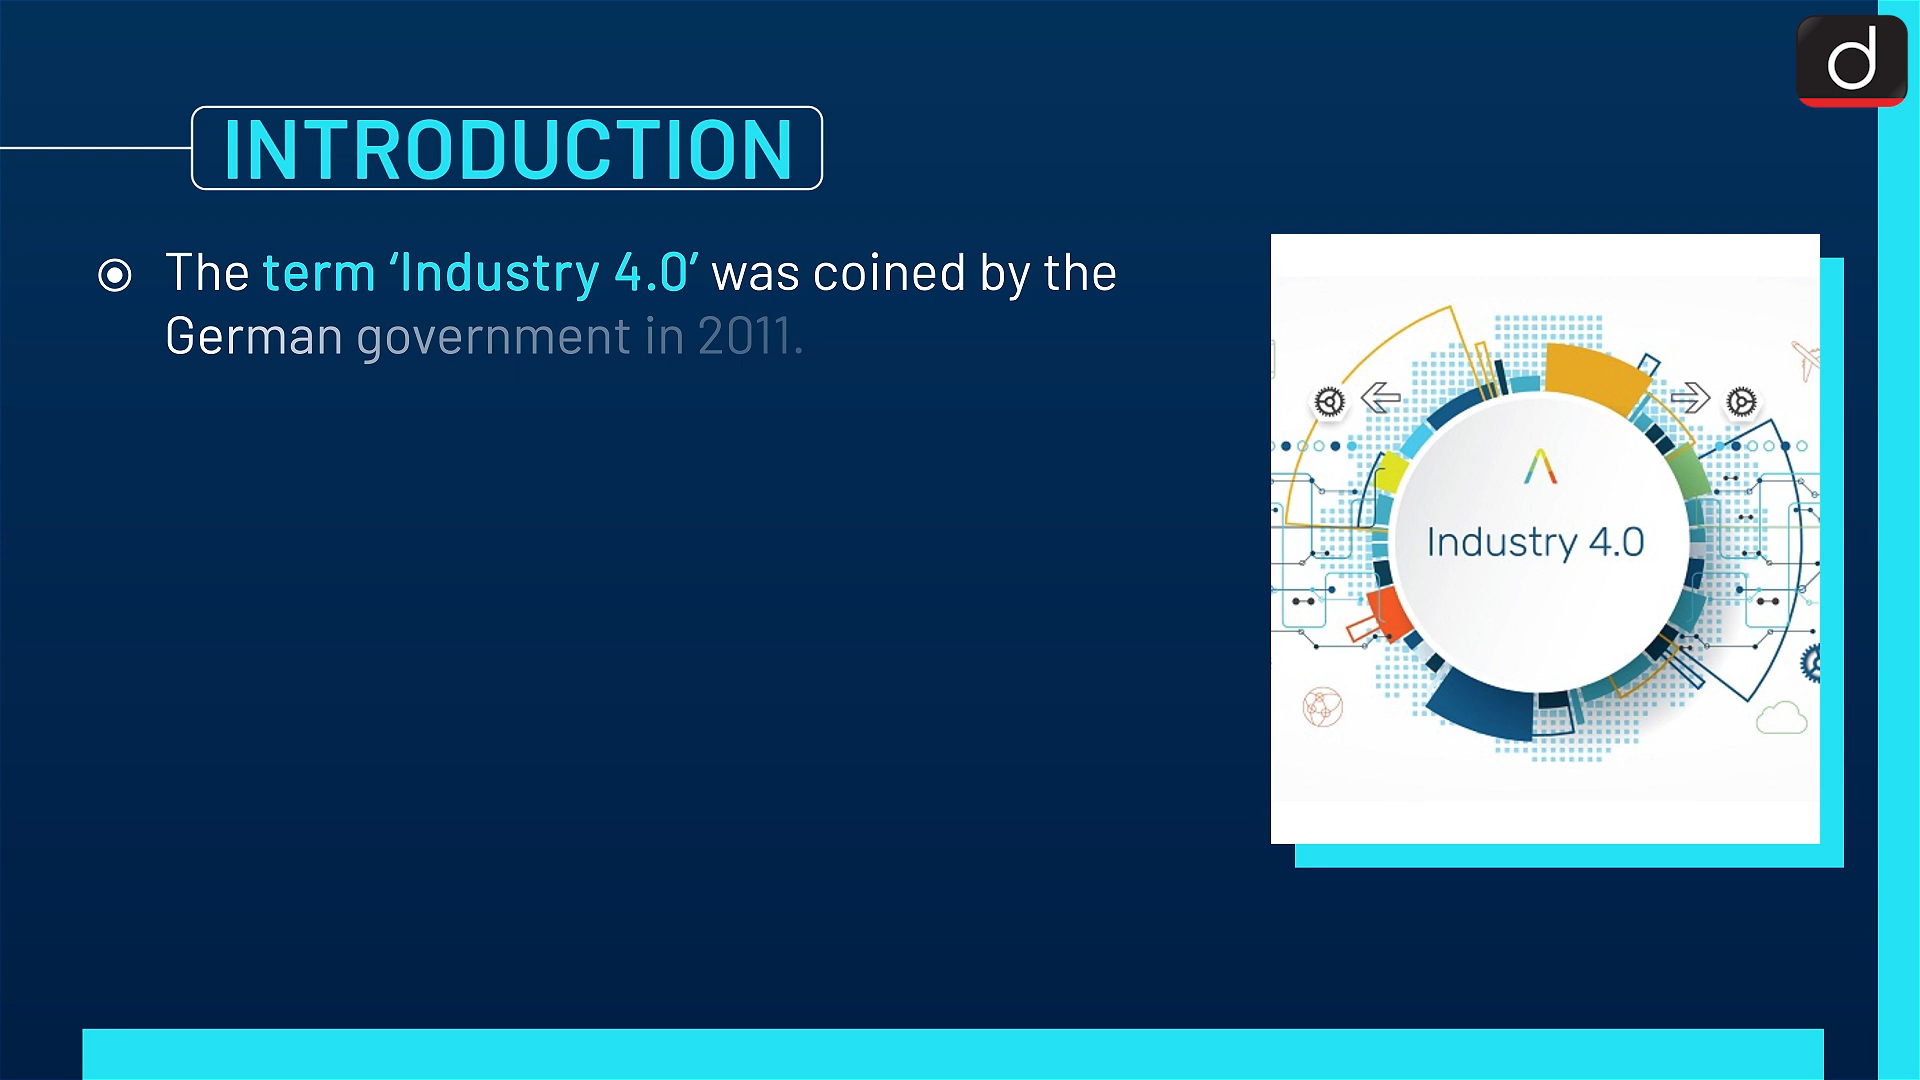 d
INTRODUCTION
The term ‘Industry 4.0’ was coined by the
German government in 2011.
Industry 4.0